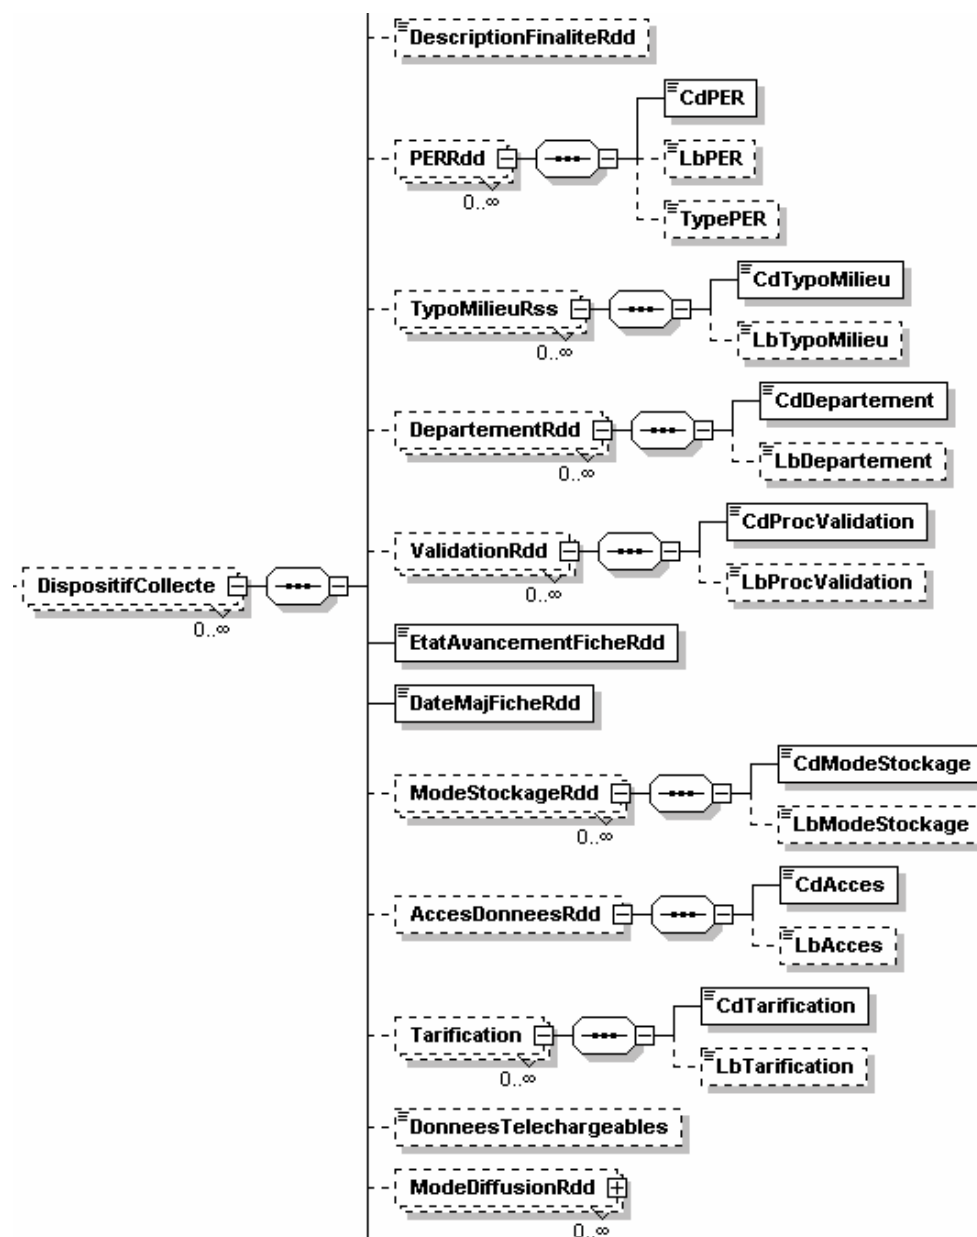 DescriptionFinaliteRdd
CdPER
PERRdd
LbPER
0..∞
TypePER
CdTypoMilieu
TypoMilieuRss
LbTypoMilieu
0..∞
CdDepartement
DepartementRdd
LbDepartement
0..∞
CdProcValidation
ValidationRdd
LbProcValidation
0..∞
DispositifCollecte
0..∞
EtatAvancementFicheRdd
DateMajFicheRdd
CdModeStockage
ModeStockageRdd
LbModeStockage
0..∞
CdAcces
AccesDonneesRdd
LbAcces
CdTarification
Tarification
LbTarification
0..∞
DonneesTelechargeables
ModeDiffusionRdd
0..∞